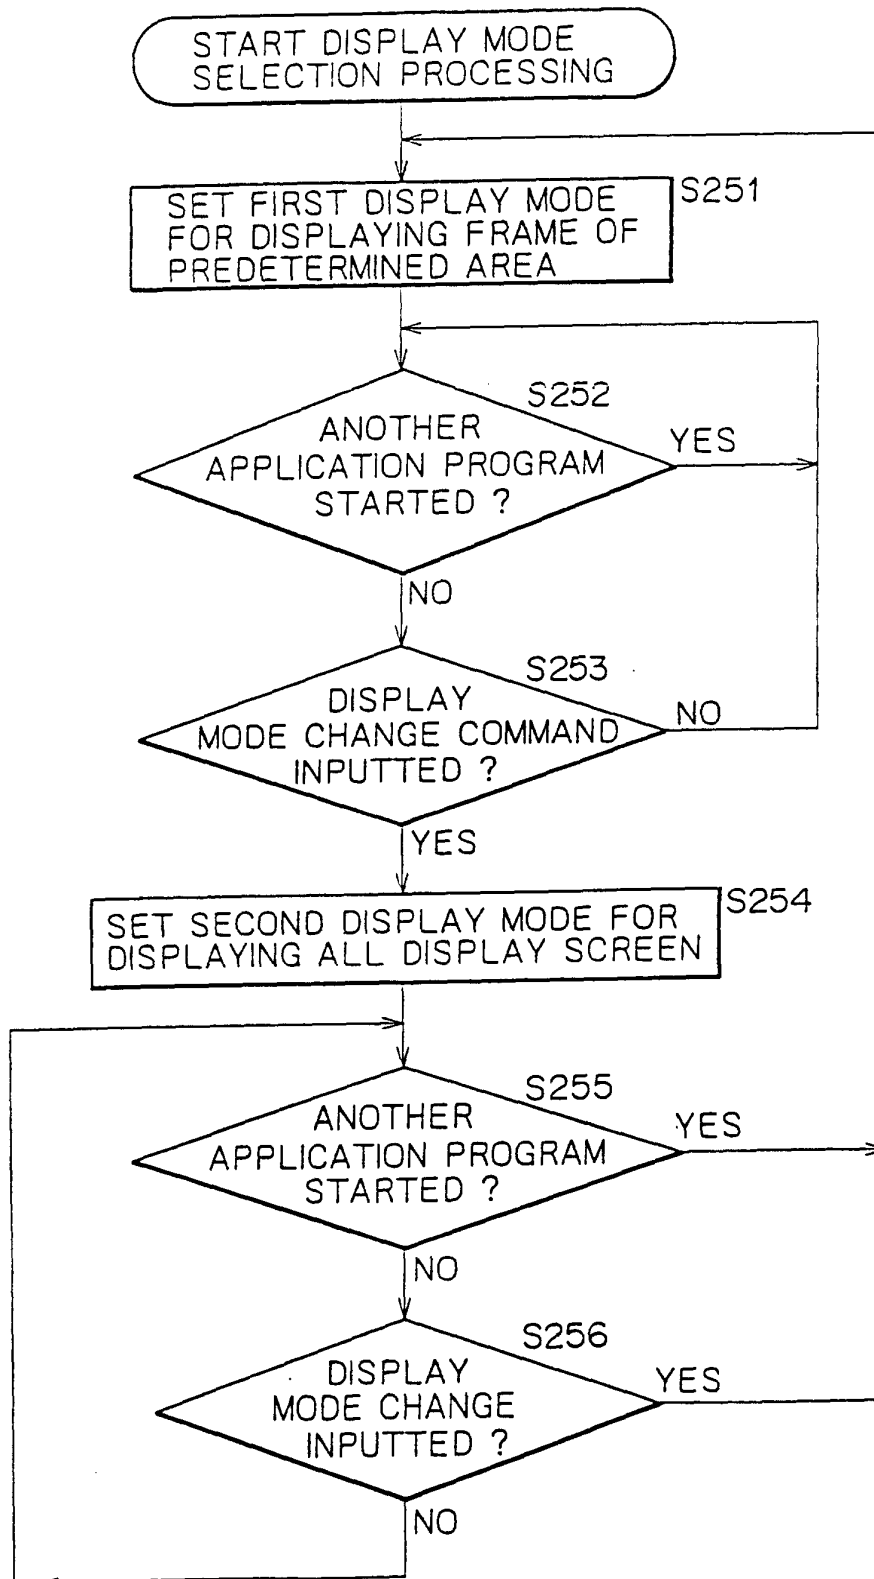 START DISPLAY MODE
SELECTION PROCESSING
S251
SET FIRST DISPLAY MODE
FOR DISPLAYING FRAME OF
PREDETERMINED AREA
S252
ANOTHER
APPLICATION PROGRAM
STARTED ?
YES
NO
S253
DISPLAY
MODE CHANGE COMMAND
INPUTTED ?
NO
YES
S254
SET SECOND DISPLAY MODE FOR
DISPLAYING ALL DISPLAY SCREEN
S255
ANOTHER
APPLICATION PROGRAM
STARTED ?
YES
NO
S256
DISPLAY
MODE CHANGE
INPUTTED ?
YES
NO